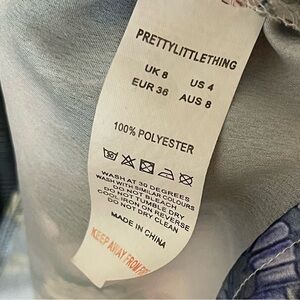 PRETTYLITTLETHING
UK 8 US 4
EUR 36 AUS 8
100% POLYESTER
WASH AT 30 DEGREES
WASH WITH SIMILAR COLOURS
DO NOT BLEACH
DO NOT TUMBLE DRY
COOL IRON ON REVERSE
DO NOT DRY CLEAN
MADE IN CHINA
KEEP AWAY FROM